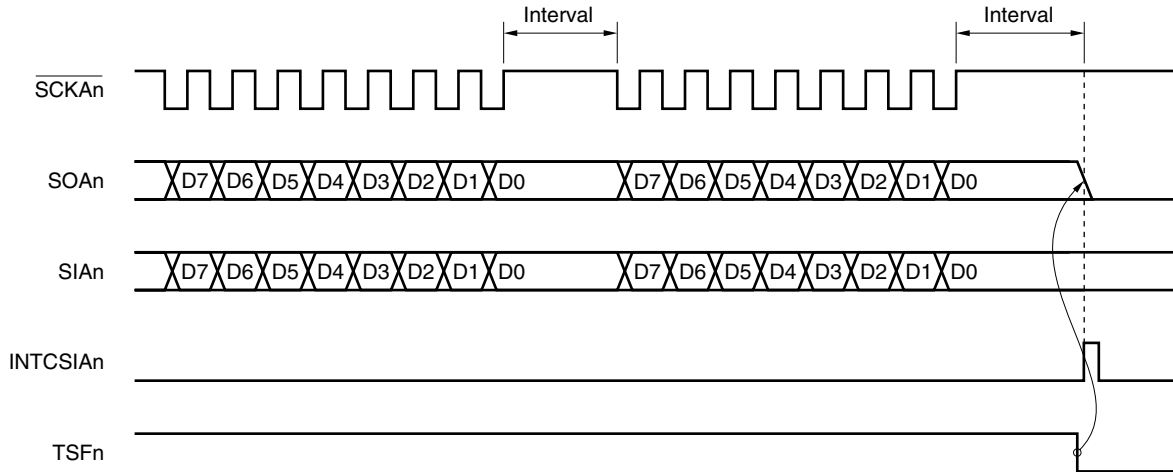 Interval Interval
SCKAn
SOAn D7 D6 D5 D4 D3 D2 D1 D0 D7 D6 D5 D4 D3 D2 D1 D0
SIAn D7 D6 D5 D4 D3 D2 D1 D0 D7 D6 D5 D4 D3 D2 D1 D0
INTCSIAn
TSFn